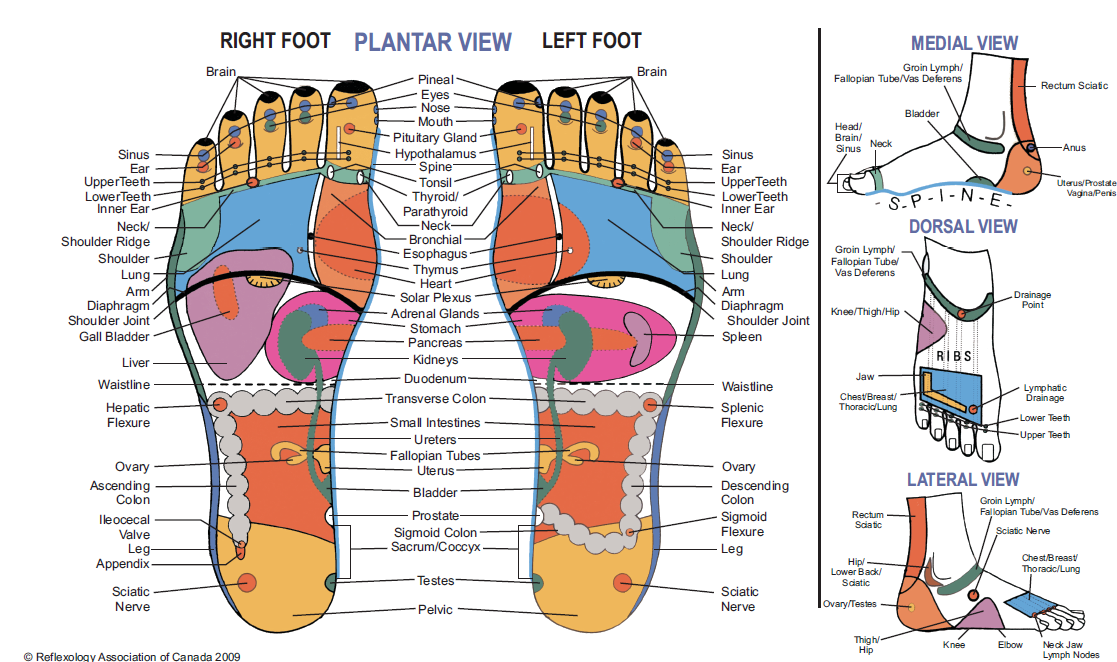 RIGHT FOOT PLANTAR VIEW LEFT FOOT
Brain
Sinus
Ear
UpperTeeth
LowerTeeth
Inner Ear
Neck/
Shoulder Ridge
Shoulder
Lung
Arm
Diaphragm
Shoulder Joint
Gall Bladder
Liver
Waistline
Hepatic
Flexure
Ovary
Ascending
Colon
Ileocecal
Valve
Leg
Appendix
Sciatic
Nerve
Pineal
Eyes
Nose
Mouth
Pituitary Gland
Hypothalamus
Spine
Tonsil
Thyroid/
Parathyroid
Neck
Bronchial
Esophagus
Thymus
Heart
Solar Plexus
Adrenal Glands
Stomach
Pancreas
Kidneys
Duodenum
Transverse Colon
Small Intestines
Ureters
Fallopian Tubes
Uterus
Bladder
Prostate
Sigmoid Colon
Sacrum/Coccyx
Testes
Pelvic
Brain
Sinus
Ear
UpperTeeth
LowerTeeth
Inner Ear
Neck/
Shoulder Ridge
Shoulder
Lung
Arm
Diaphragm
Shoulder Joint
Spleen
Waistline
Splenic
Flexure
Ovary
Descending
Colon
Sigmoid
Flexure
Leg
Sciatic
Nerve
MEDIAL VIEW
Groin Lymph/
Fallopian Tube/Vas Deferens
Rectum Sciatic
Bladder
Head/
Brain/
Sinus
Neck
Anus
Uterus/Prostate
Vagina/Penis
-S-P-I-N-E-
DORSAL VIEW
Groin Lymph/
Fallopian Tube/
Vas Deferens
Drainage
Point
Knee/Thigh/Hip
RIBS
Jaw
Chest/Breast/
Thoracic/Lung
Lymphatic
Drainage
Lower Teeth
Upper Teeth
LATERAL VIEW
Groin Lymph/
Fallopian Tube/Vas Deferens
Rectum
Sciatic
Sciatic Nerve
Chest/Breast/
Thoracic/Lung
Hip/
Lower Back/
Sciatic
Ovary/Testes
Thigh/
Hip
Knee
Elbow
Neck Jaw
Lymph Nodes
© Reflexology Association of Canada 2009